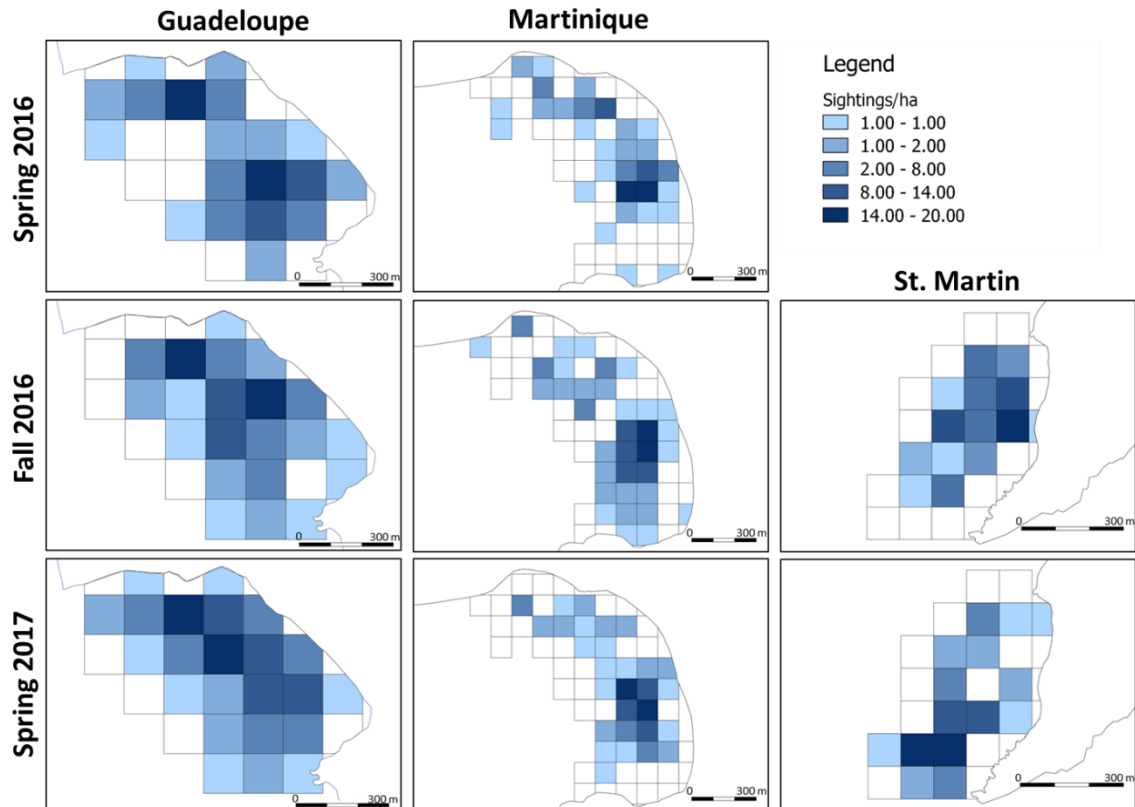 Guadeloupe
Martinique
Legend
Sightings/ha
1.00 - 1.00
1.00 - 2.00
2.00 - 8.00
8.00 - 14.00
14.00 - 20.00
Spring 2016
0 300 m
0 300 m
St. Martin
Fall 2016
0 300 m
0 300 m
0 300 m
Spring 2017
0 300 m
0 300 m
0 300 m